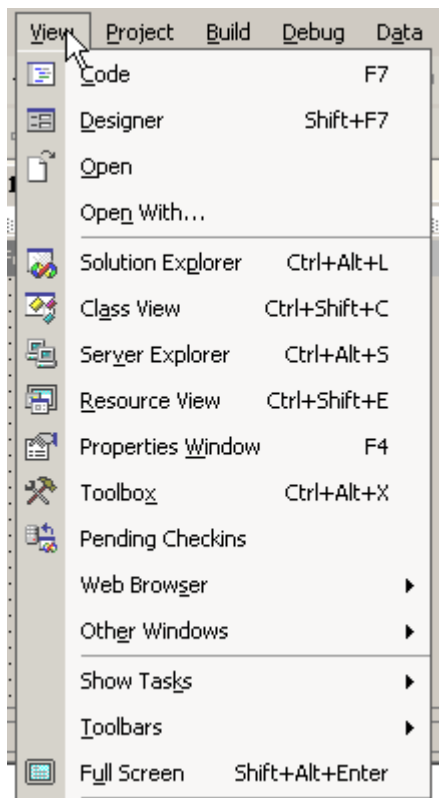 View Project Build Debug Data
Code F7
Designer Shift+F7
Open
Open With...
Solution Explorer Ctrl+Alt+L
Class View Ctrl+Shift+C
Server Explorer Ctrl+Alt+S
Resource View Ctrl+Shift+E
Properties Window F4
Toolbox Ctrl+Alt+X
Pending Checkins
Web Browser
Other Windows
Show Tasks
Toolbars
Full Screen Shift+Alt+Enter